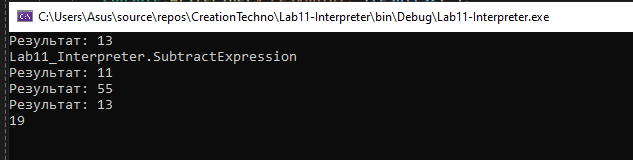 C:\Users\Asus\source\repos\CreationTechno\Lab11-Interpreter\bin\Debug\Lab11-Interpreter.exe
Результат: 13
Lab11_Interpreter.SubtractExpression
Результат: 11
Результат: 55
Результат: 13
19